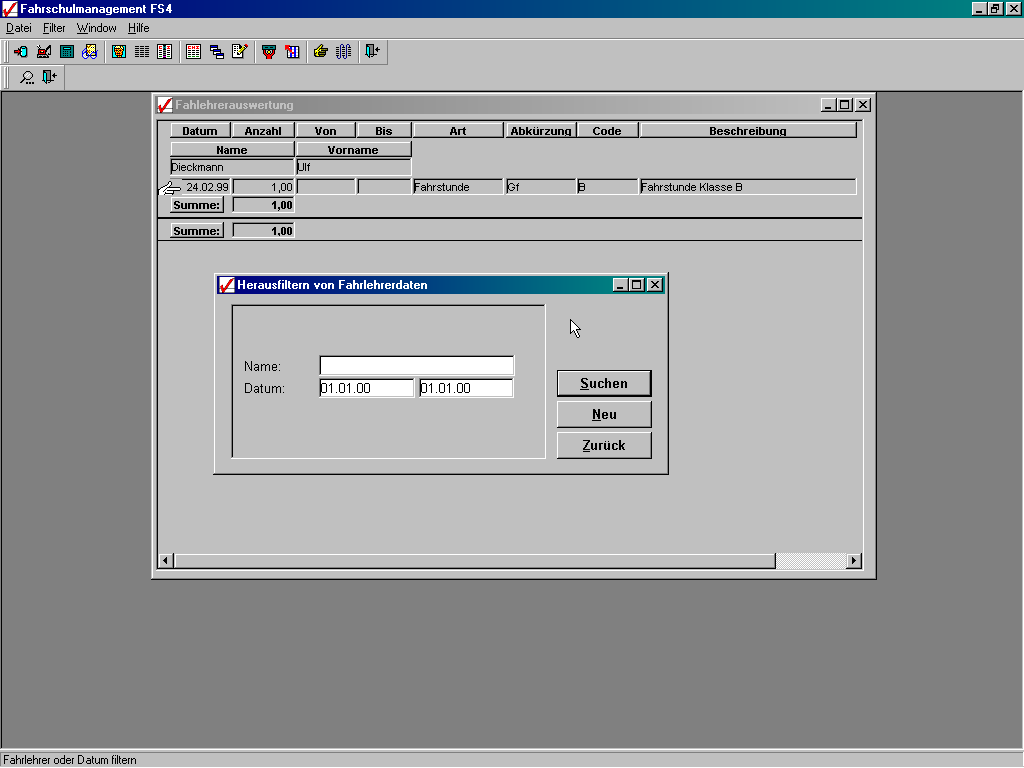 Fahrschulmanagement FS4
Datei Filter Window Hilfe
Fahlehrerauswertung
Datum Anzahl Von Bis Art Abkürzung Code Beschreibung
Name Vorname
Dieckmann Ulf
24.02.99 1,00 Fahrstunde Gf B Fahrstunde Klasse B
Summe: 1,00
Summe: 1,00
Herausfiltern von Fahrlehrerdaten
Name:
Datum: 01.01.00 01.01.00
Suchen
Neu
Zurück
Fahrlehrer oder Datum filtern